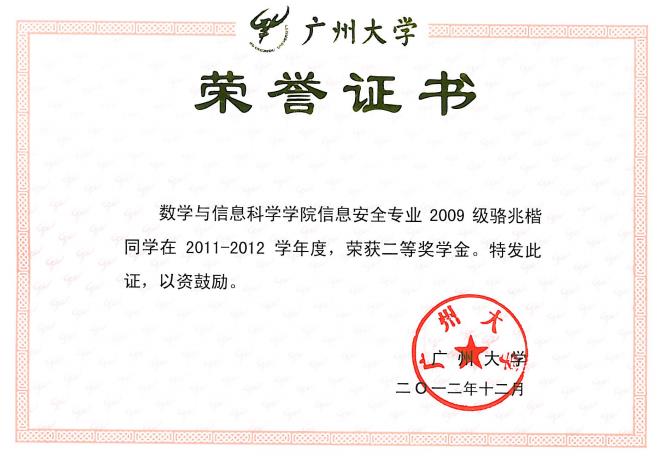 广州大学
荣誉证书
数学与信息科学学院信息安全专业 2009 级骆兆楷
同学在 2011-2012 学年度，荣获二等奖学金。特发此
证，以资鼓励。
广州大学
广 州 大 学
二〇一二年十二月